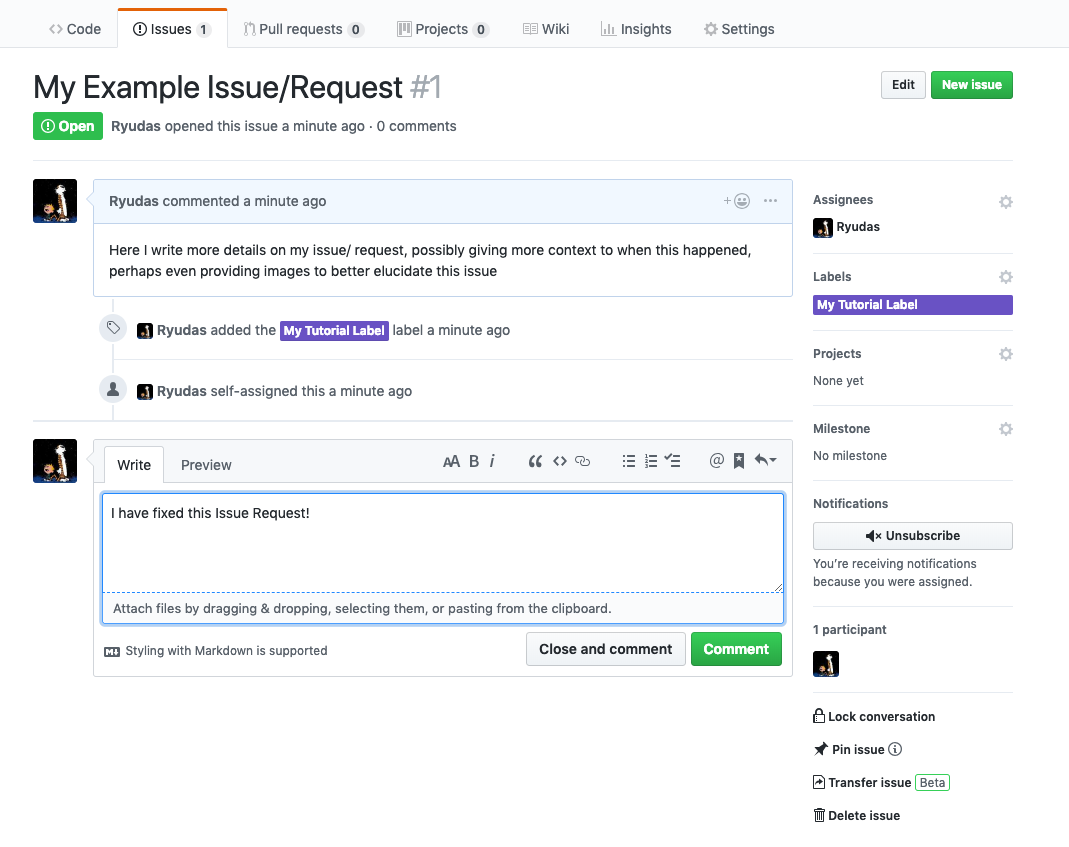 Code Issues 1 Pull requests 0 Projects 0 Wiki Insights Settings
My Example Issue/Request #1
Edit New issue
Open Ryudas opened this issue a minute ago · 0 comments
Ryudas commented a minute ago
Here I write more details on my issue/ request, possibly giving more context to when this happened,
perhaps even providing images to better elucidate this issue
Ryudas added the My Tutorial Label label a minute ago
Ryudas self-assigned this a minute ago
Write Preview
AA B i
I have fixed this Issue Request!
Attach files by dragging & dropping, selecting them, or pasting from the clipboard.
Styling with Markdown is supported
Close and comment Comment
Assignees
Ryudas
Labels
My Tutorial Label
Projects
None yet
Milestone
No milestone
Notifications
Unsubscribe
You’re receiving notifications
because you were assigned.
1 participant
Lock conversation
Pin issue
Transfer issue Beta
Delete issue